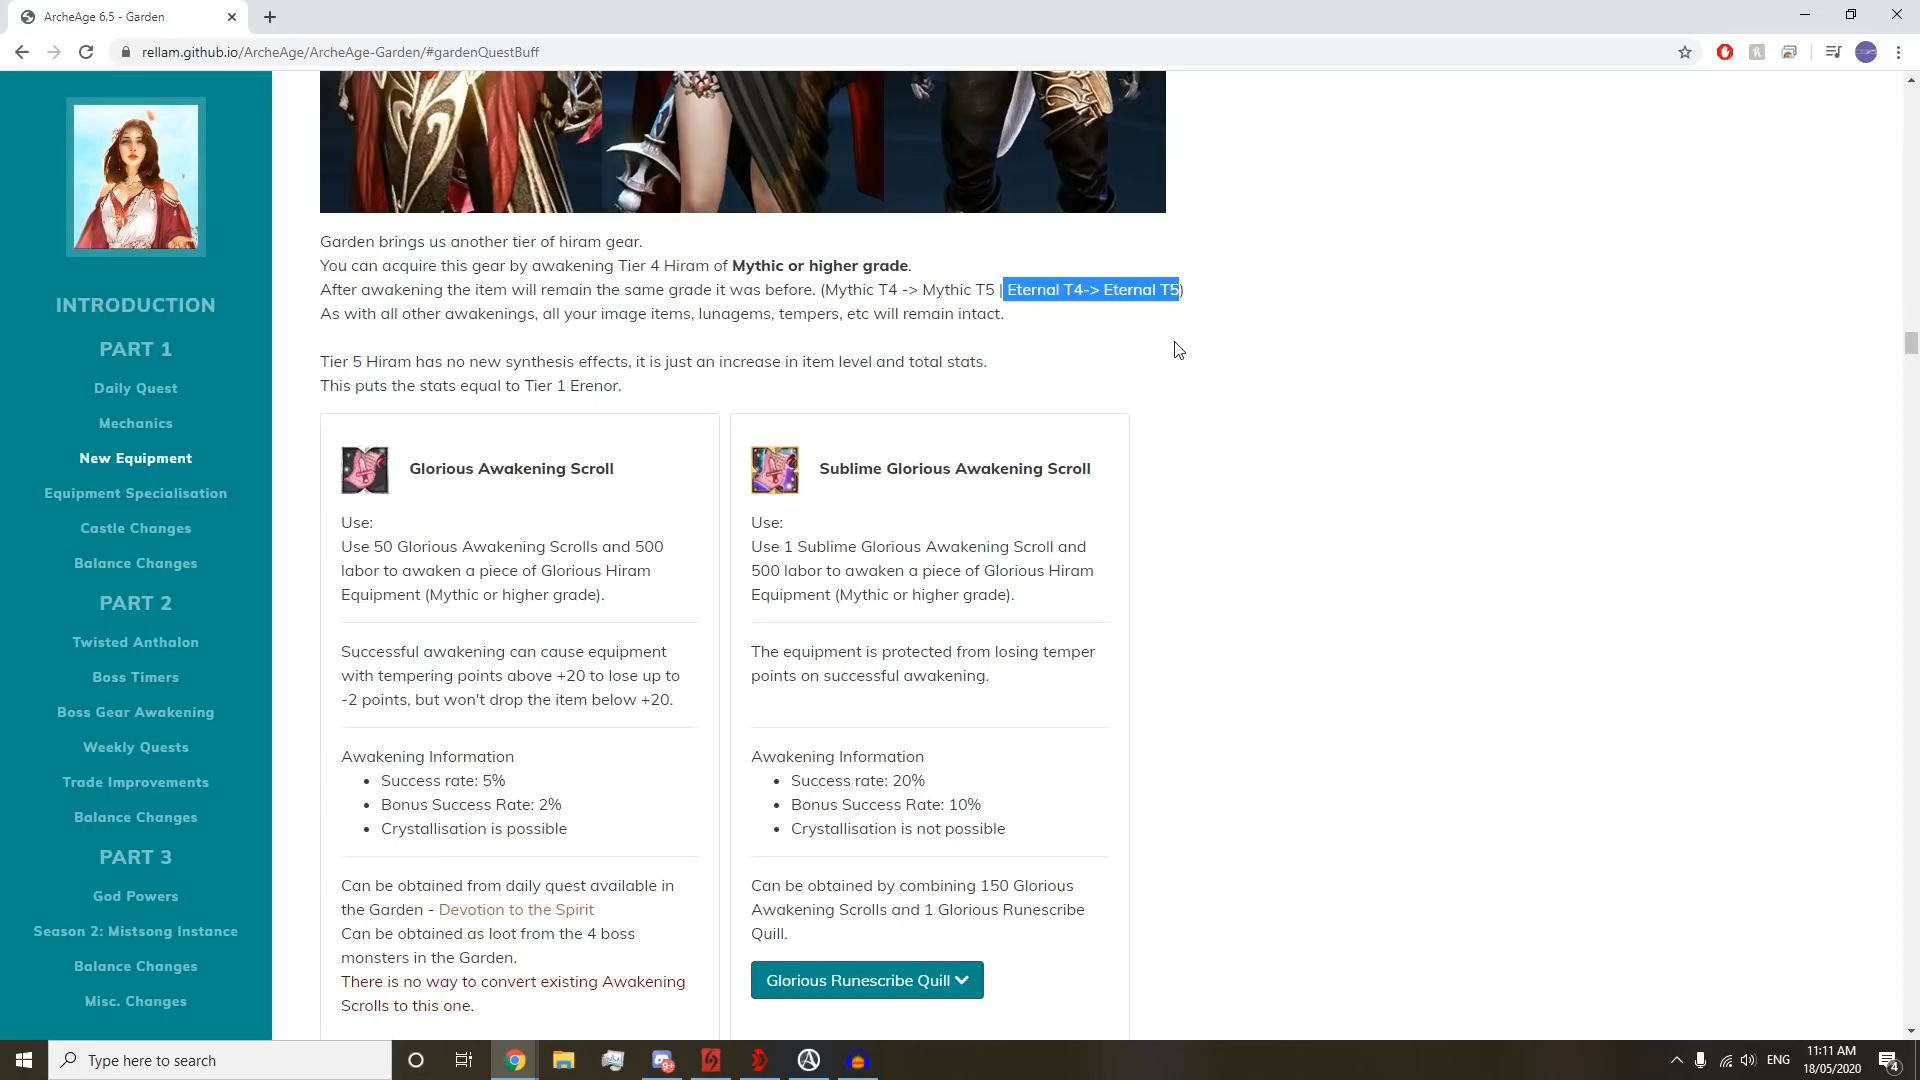 ArcheAge 6.5 - Garden
rellam.github.io/ArcheAge/ArcheAge-Garden/#gardenQuestBuff
INTRODUCTION
PART 1
Daily Quest
Mechanics
New Equipment
Equipment Specialisation
Castle Changes
Balance Changes
PART 2
Twisted Anthalon
Boss Timers
Boss Gear Awakening
Weekly Quests
Trade Improvements
Balance Changes
PART 3
God Powers
Season 2: Mistsong Instance
Balance Changes
Misc. Changes
Garden brings us another tier of hiram gear.
You can acquire this gear by awakening Tier 4 Hiram of Mythic or higher grade.
After awakening the item will remain the same grade it was before. (Mythic T4 -> Mythic T5 | Eternal T4-> Eternal T5)
As with all other awakenings, all your image items, lunagems, tempers, etc will remain intact.
Tier 5 Hiram has no new synthesis effects, it is just an increase in item level and total stats.
This puts the stats equal to Tier 1 Erenor.
Glorious Awakening Scroll
Use:
Use 50 Glorious Awakening Scrolls and 500
labor to awaken a piece of Glorious Hiram
Equipment (Mythic or higher grade).
Successful awakening can cause equipment
with tempering points above +20 to lose up to
-2 points, but won't drop the item below +20.
Awakening Information
• Success rate: 5%
• Bonus Success Rate: 2%
• Crystallisation is possible
Can be obtained from daily quest available in
the Garden - Devotion to the Spirit
Can be obtained as loot from the 4 boss
monsters in the Garden.
There is no way to convert existing Awakening
Scrolls to this one.
Sublime Glorious Awakening Scroll
Use:
Use 1 Sublime Glorious Awakening Scroll and
500 labor to awaken a piece of Glorious Hiram
Equipment (Mythic or higher grade).
The equipment is protected from losing temper
points on successful awakening.
Awakening Information
• Success rate: 20%
• Bonus Success Rate: 10%
• Crystallisation is not possible
Can be obtained by combining 150 Glorious
Awakening Scrolls and 1 Glorious Runescribe
Quill.
Glorious Runescribe Quill
Type here to search
9+
ENG
11:11 AM
18/05/2020
4